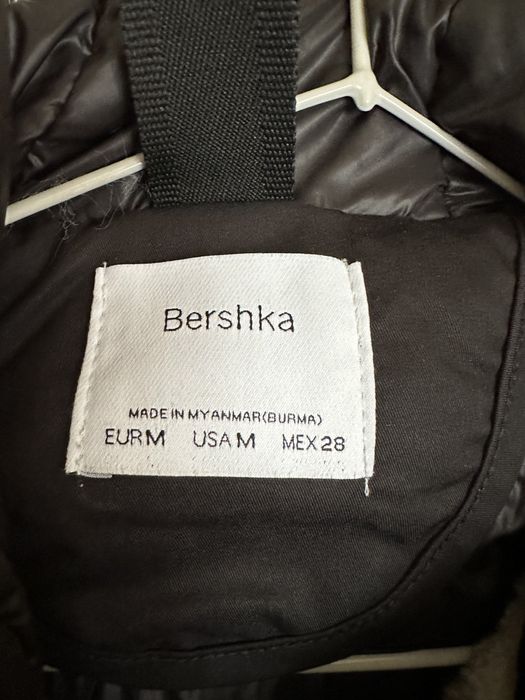 Bershka
MADE IN MYANMAR(BURMA)
EUR M USA M MEX 28